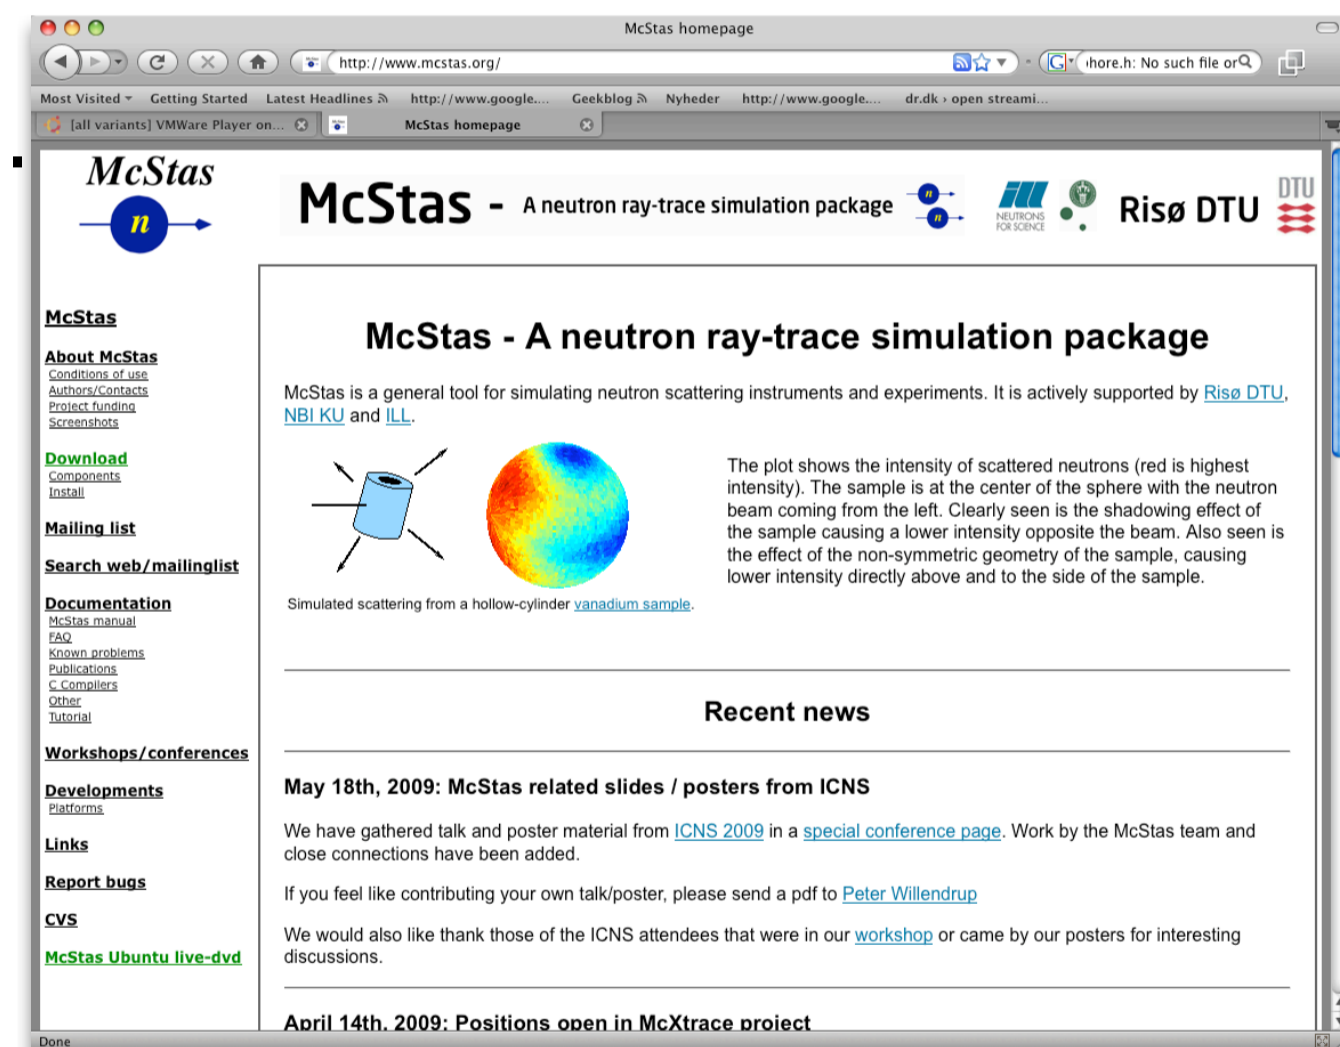 McStas homepage
http://www.mcstas.org/
hore.h: No such file or
Most Visited Getting Started Latest Headlines http://www.google.... Geekblog Nyheder http://www.google.... dr.dk › open streami...
[all variants] VMWare Player on... McStas homepage
McStas
n
McStas - A neutron ray-trace simulation package
n
n
NEUTRONS
FOR SCIENCE
Risø DTU
DTU
McStas
About McStas
Conditions of use
Authors/Contacts
Project funding
Screenshots
Download
Components
Install
Mailing list
Search web/mailinglist
Documentation
McStas manual
FAQ
Known problems
Publications
C Compilers
Other
Tutorial
Workshops/conferences
Developments
Platforms
Links
Report bugs
CVS
McStas Ubuntu live-dvd
McStas - A neutron ray-trace simulation package
McStas is a general tool for simulating neutron scattering instruments and experiments. It is actively supported by Risø DTU,
NBI KU and ILL.
The plot shows the intensity of scattered neutrons (red is highest
intensity). The sample is at the center of the sphere with the neutron
beam coming from the left. Clearly seen is the shadowing effect of
the sample causing a lower intensity opposite the beam. Also seen is
the effect of the non-symmetric geometry of the sample, causing
lower intensity directly above and to the side of the sample.
Simulated scattering from a hollow-cylinder vanadium sample.
Recent news
May 18th, 2009: McStas related slides / posters from ICNS
We have gathered talk and poster material from ICNS 2009 in a special conference page. Work by the McStas team and
close connections have been added.
If you feel like contributing your own talk/poster, please send a pdf to Peter Willendrup
We would also like thank those of the ICNS attendees that were in our workshop or came by our posters for interesting
discussions.
April 14th, 2009: Positions open in McXtrace project
Done